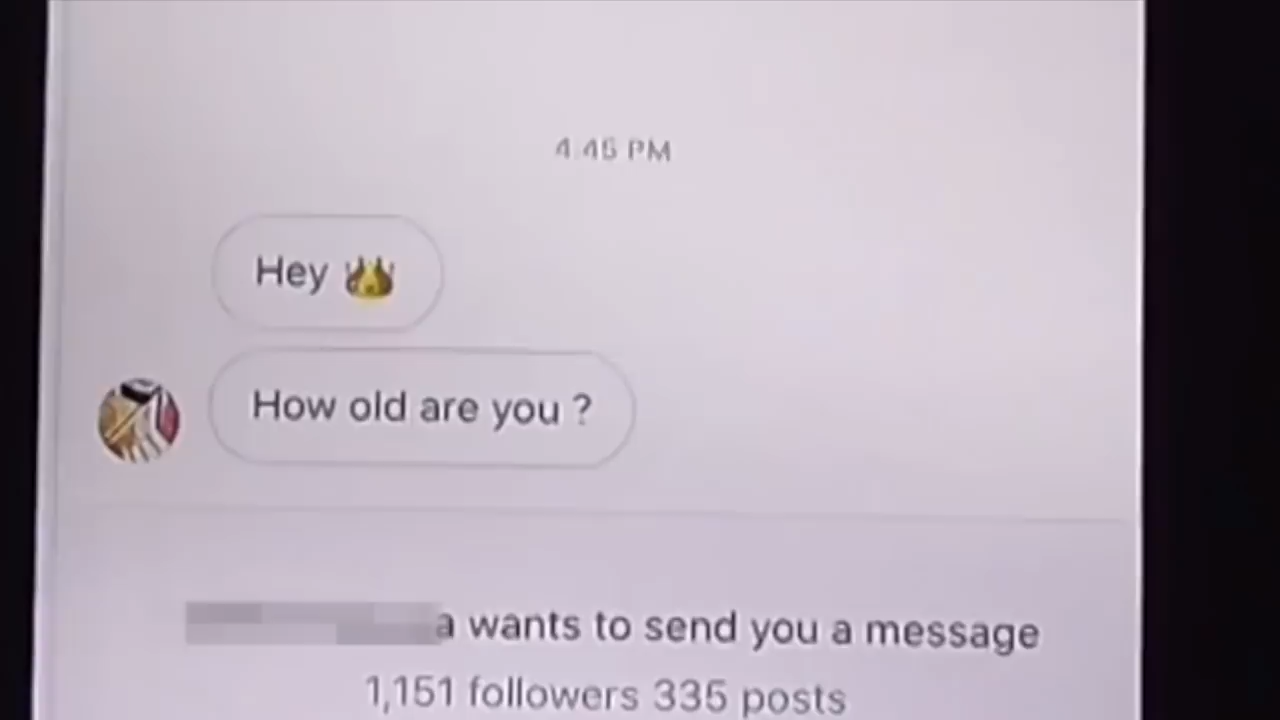 4:45 PM
Hey
How old are you ?
a wants to send you a message
1,151 followers 335 posts